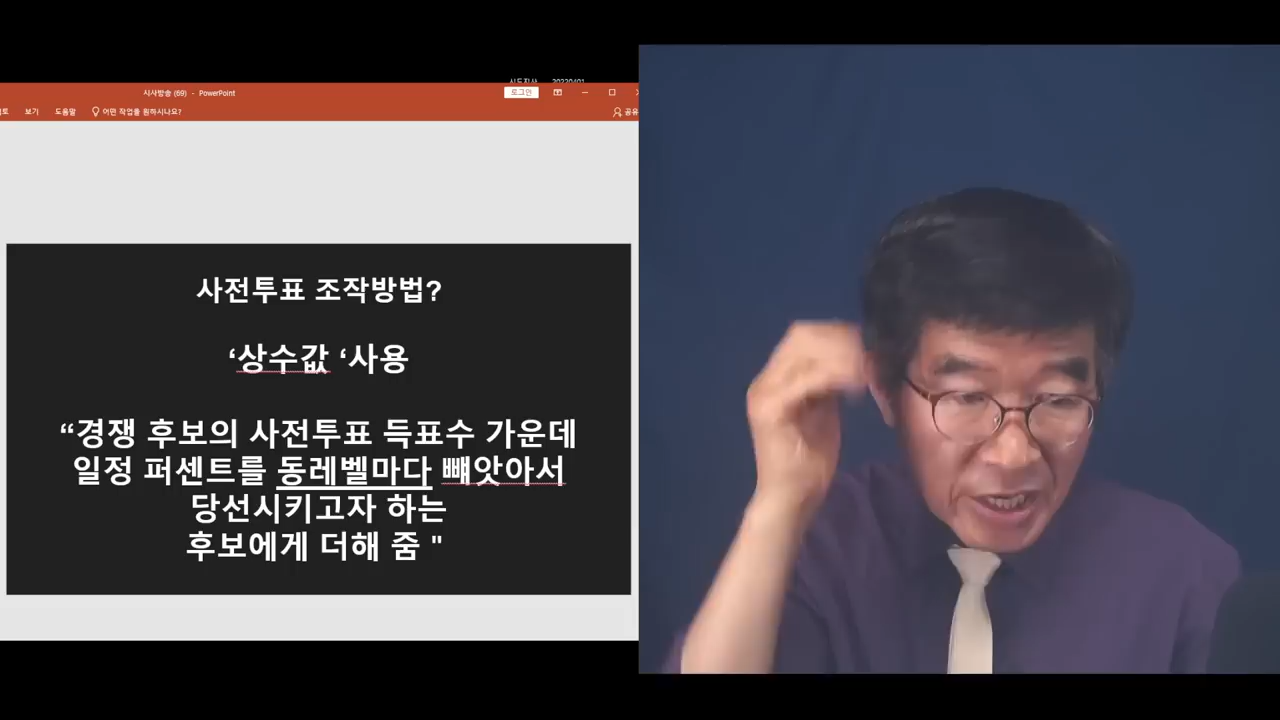 시사방송 (69) - PowerPoint
로그인
보기 도움말 어떤 작업을 원하시나요?
공유
사전투표 조작방법?
‘상수값 ‘사용
“경쟁 후보의 사전투표 득표수 가운데
일정 퍼센트를 동레벨마다 빼앗아서
당선시키고자 하는
후보에게 더해 줌 "